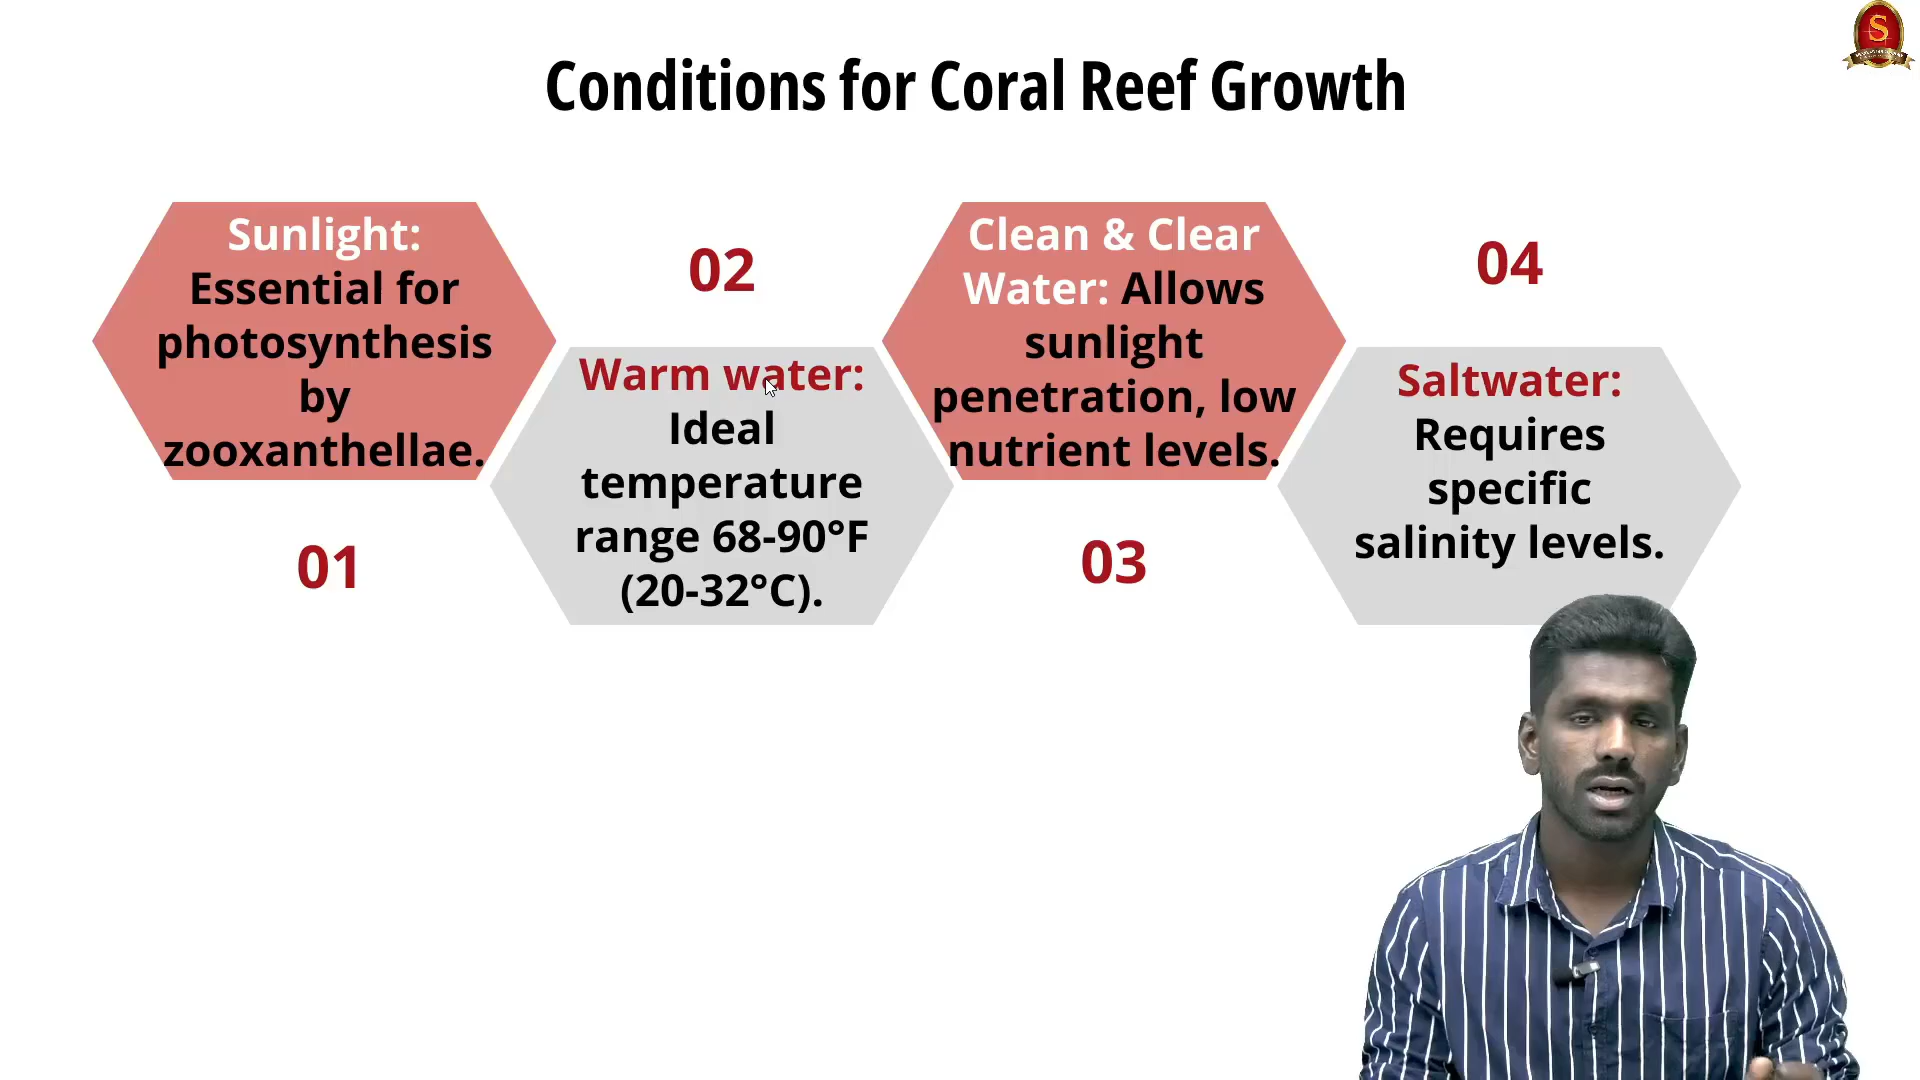 Conditions for Coral Reef Growth
Sunlight:
Essential for
photosynthesis
by
zooxanthellae.
01
02
Warm water:
Ideal
temperature
range 68-90°F
(20-32°C).
Clean & Clear
Water: Allows
sunlight
penetration, low
nutrient levels.
03
04
Saltwater:
Requires
specific
salinity levels.
S